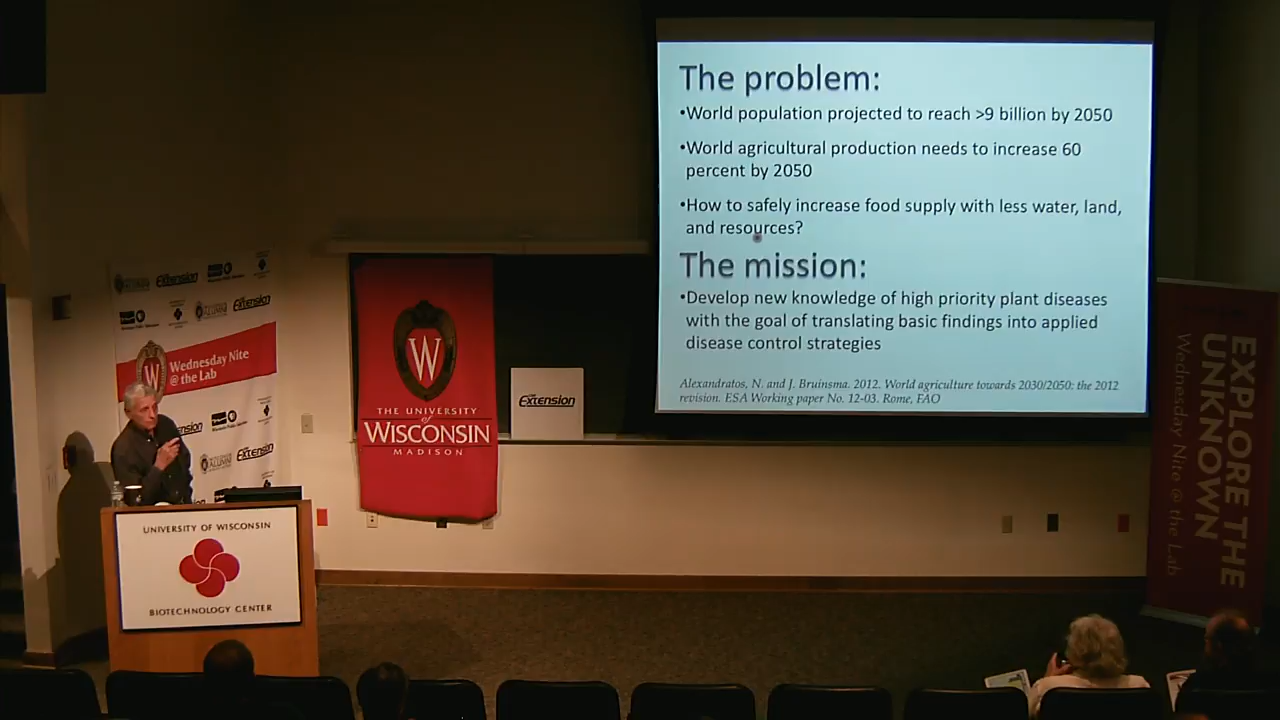 The problem:
•World population projected to reach >9 billion by 2050
•World agricultural production needs to increase 60
percent by 2050
•How to safely increase food supply with less water, land,
and resources?
The mission:
•Develop new knowledge of high priority plant diseases
with the goal of translating basic findings into applied
disease control strategies
Alexandratos, N. and J. Bruinsma. 2012. World agriculture towards 2030/2050: the 2012
revision. ESA Working paper No. 12-03. Rome, FAO
Extension
Extension
Wednesday Nite
@ the Lab
Extension
W
THE UNIVERSITY
of
WISCONSIN
MADISON
Extension
UNIVERSITY OF WISCONSIN
BIOTECHNOLOGY CENTER
EXPLORE THE
UNKNOWN
Wednesday Nite @ the Lab